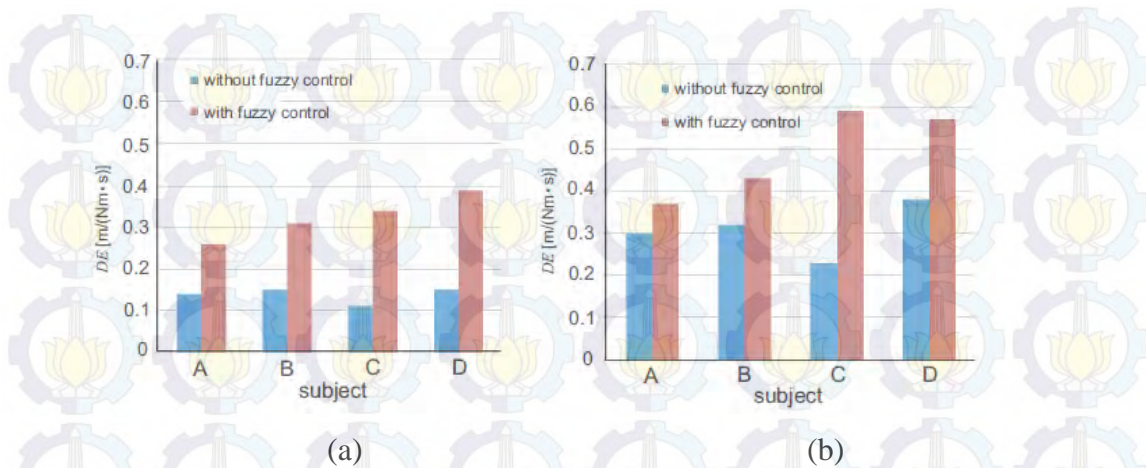 0.7
0.6
0.5
0.4
0.3
0.2
0.1
0
DE [m/(Nm•s)]
without fuzzy control
with fuzzy control
A B C D
subject
(a)
0.7
0.6
0.5
0.4
0.3
0.2
0.1
0
DE [m/(Nm•s)]
without fuzzy control
with fuzzy control
A B C D
subject
(b)